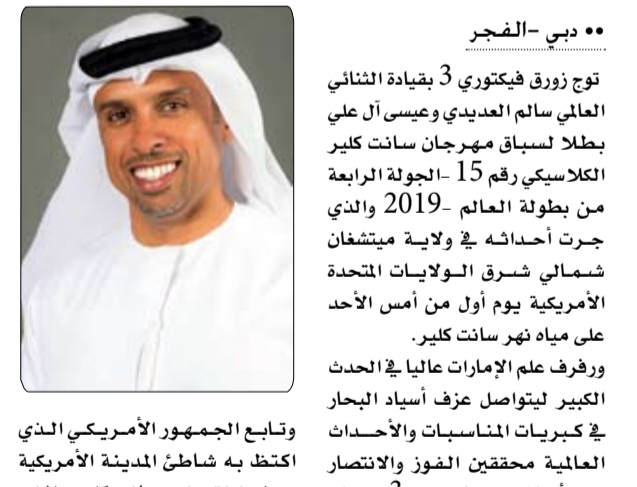 •• دبي -الفجر
توج زورق فيكتوري 3 بقيادة الثنائي
العالمي سالم العديدي وعيسى آل علي
بطلا لسباق مهرجان سانت كلير
الكلاسيكي رقم 15 -الجولة الرابعة
من بطولة العالم -2019 والذي
جرت أحداثه في ولاية ميتشغان
شمالي شرق الولايات المتحدة
الأمريكية يوم أول من أمس الأحد
على مياه نهر سانت كلير.
ورفرف علم الإمارات عاليا في الحدث
الكبير ليتواصل عزف أسياد البحار
في كبريات المناسبات والأحداث
العالمية محققين الفوز والانتصار
وتابع الجمهور الأمريكي الذي
اكتظ به شاطئ المدينة الأمريكية